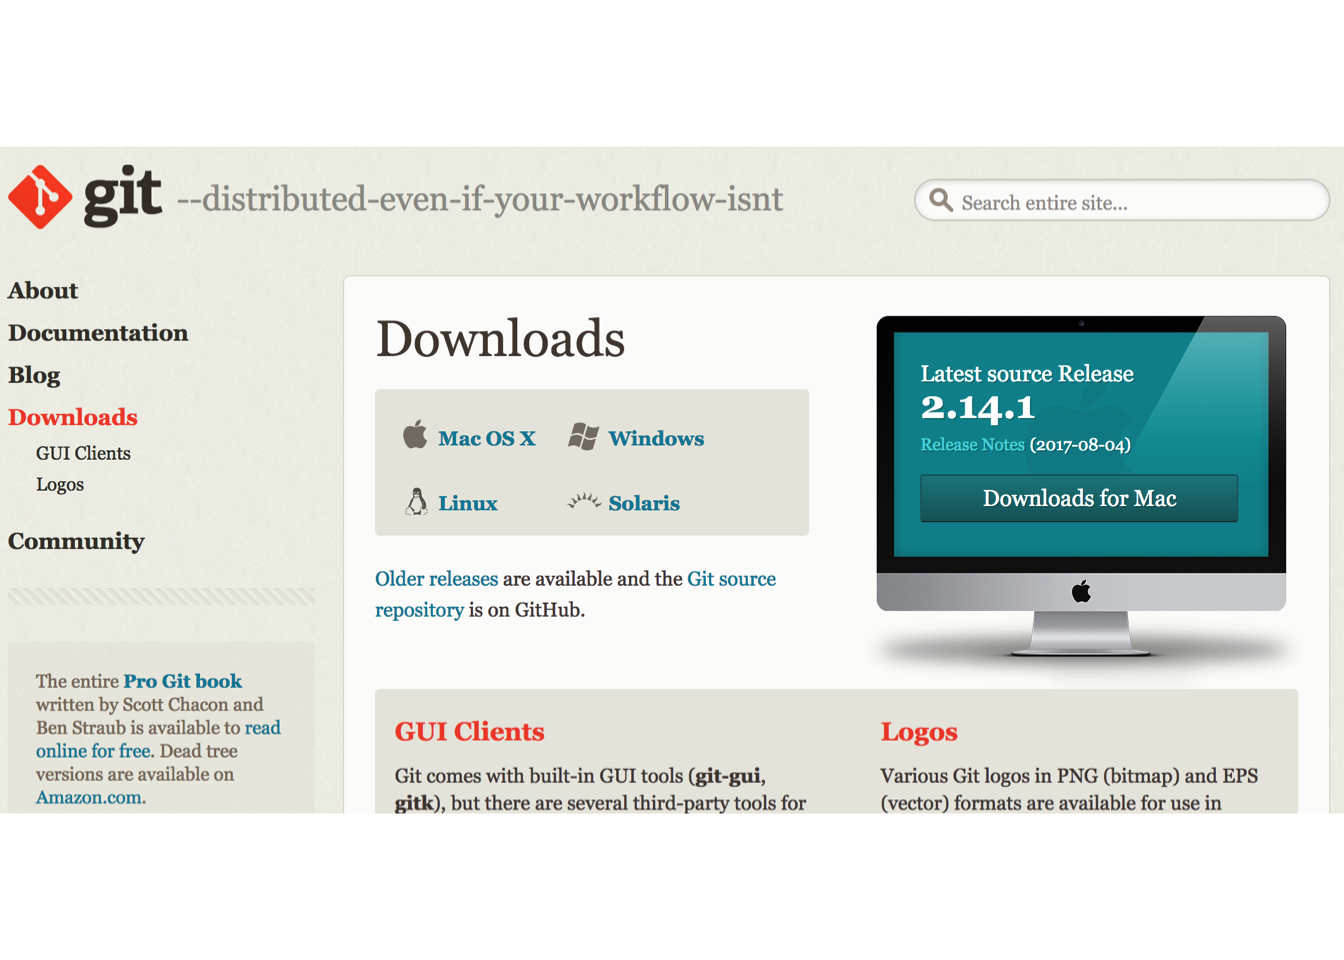 git --distributed-even-if-your-workflow-isnt
Search entire site...
About
Documentation
Blog
Downloads
GUI Clients
Logos
Community
The entire Pro Git book
written by Scott Chacon and
Ben Straub is available to read
online for free. Dead tree
versions are available on
Amazon.com.
Downloads
Mac OS X
Windows
Linux
Solaris
Older releases are available and the Git source
repository is on GitHub.
Latest source Release
2.14.1
Release Notes (2017-08-04)
Downloads for Mac
GUI Clients
Git comes with built-in GUI tools (git-gui,
gitk), but there are several third-party tools for
Logos
Various Git logos in PNG (bitmap) and EPS
(vector) formats are available for use in